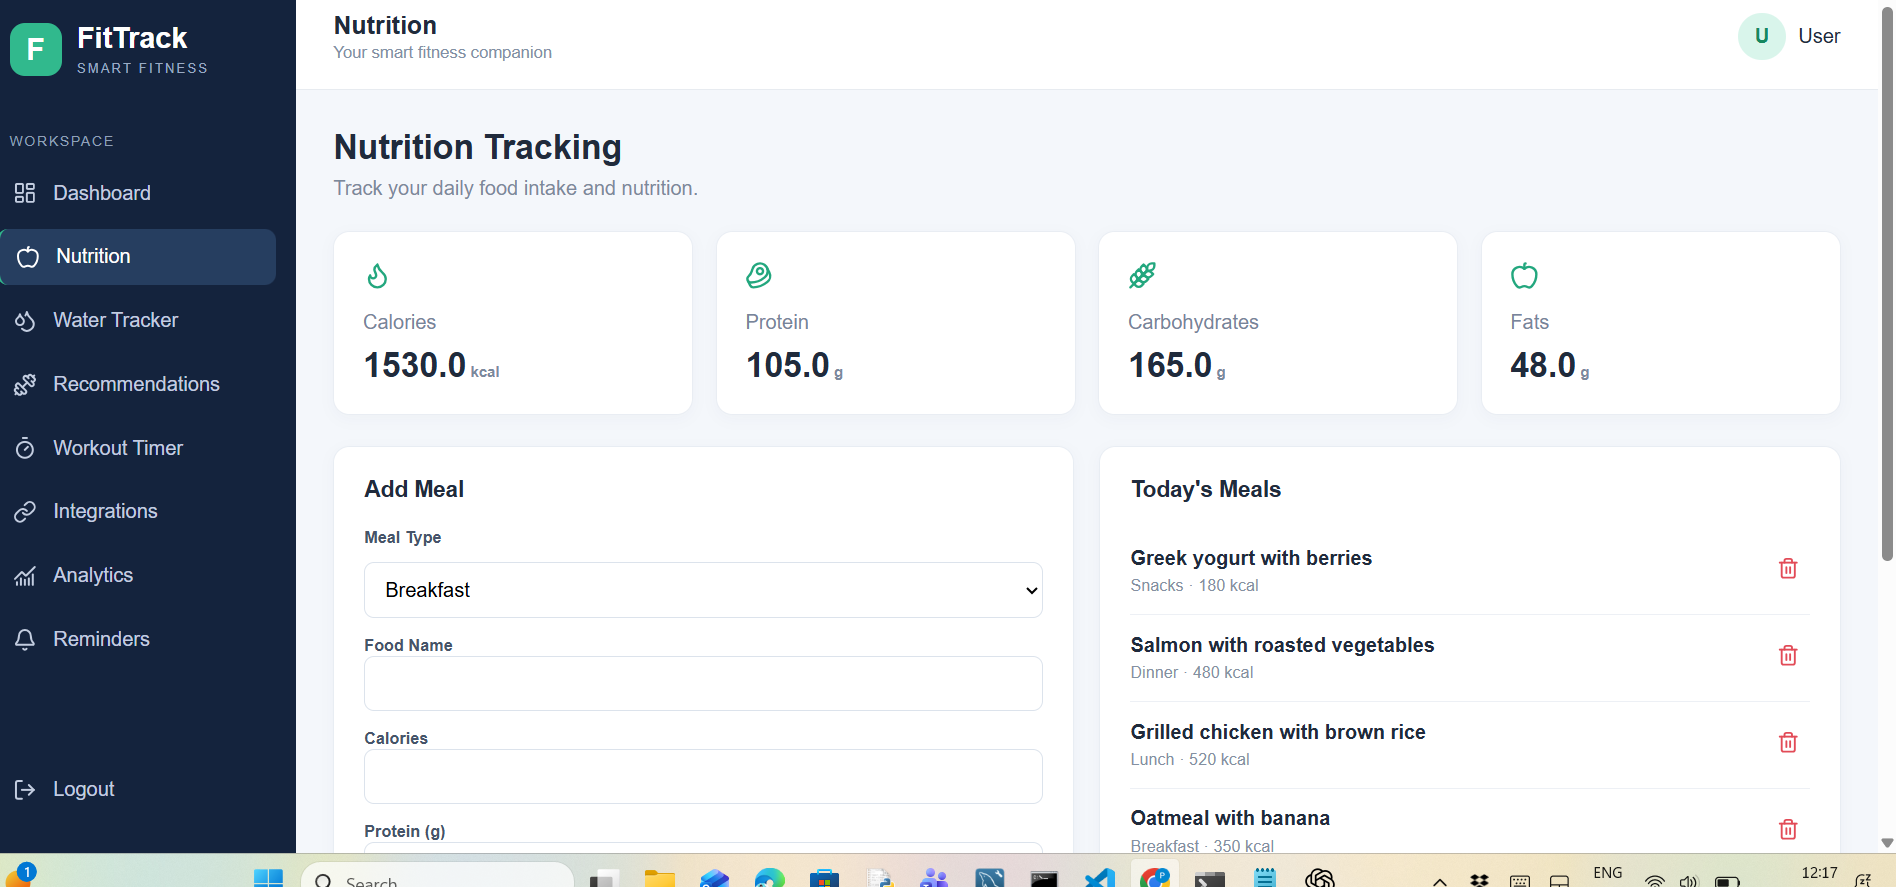 F
FitTrack
SMART FITNESS
WORKSPACE
Dashboard
Nutrition
Water Tracker
Recommendations
Workout Timer
Integrations
Analytics
Reminders
Logout
Nutrition
Your smart fitness companion
U
User
Nutrition Tracking
Track your daily food intake and nutrition.
Calories
1530.0 kcal
Protein
105.0 g
Carbohydrates
165.0 g
Fats
48.0 g
Add Meal
Meal Type
Breakfast
Food Name
Calories
Protein (g)
Today's Meals
Greek yogurt with berries
Snacks · 180 kcal
Salmon with roasted vegetables
Dinner · 480 kcal
Grilled chicken with brown rice
Lunch · 520 kcal
Oatmeal with banana
Breakfast · 350 kcal
1
Search
P
ENG
12:17